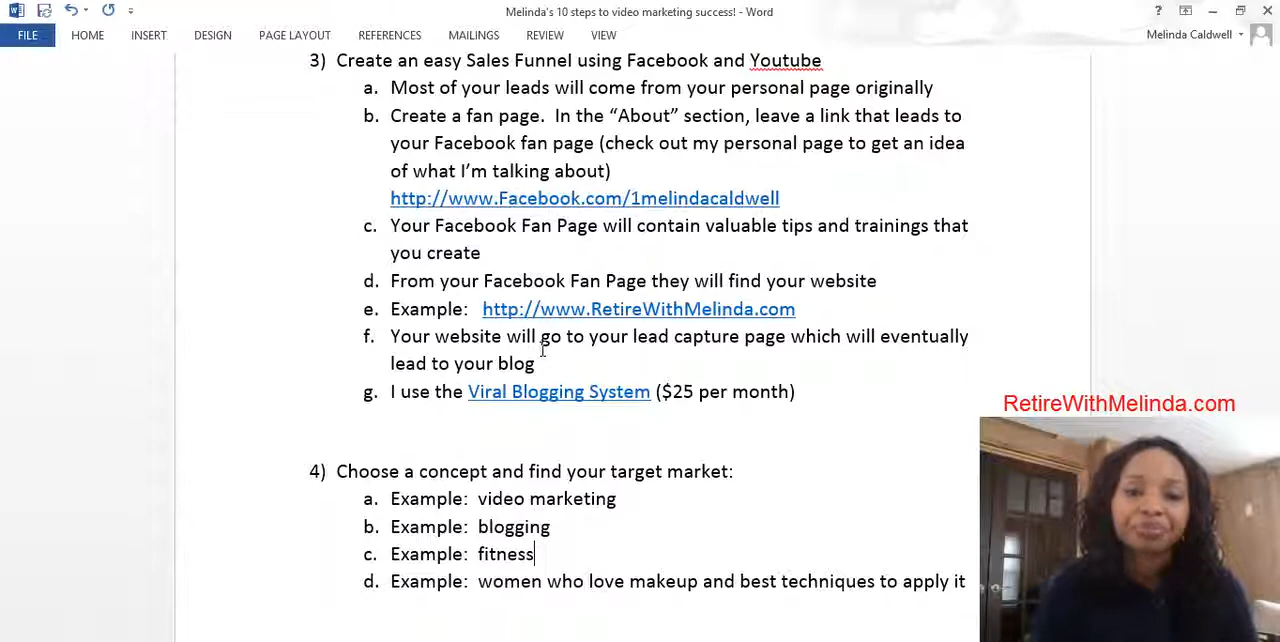 Melinda's 10 steps to video marketing success! - Word
FILE HOME INSERT DESIGN PAGE LAYOUT REFERENCES MAILINGS REVIEW VIEW Melinda Caldwell
3) Create an easy Sales Funnel using Facebook and Youtube
a. Most of your leads will come from your personal page originally
b. Create a fan page. In the “About” section, leave a link that leads to
your Facebook fan page (check out my personal page to get an idea
of what I’m talking about)
http://www.Facebook.com/1melindacaldwell
c. Your Facebook Fan Page will contain valuable tips and trainings that
you create
d. From your Facebook Fan Page they will find your website
e. Example: http://www.RetireWithMelinda.com
f. Your website will go to your lead capture page which will eventually
lead to your blog
g. I use the Viral Blogging System ($25 per month)
RetireWithMelinda.com
4) Choose a concept and find your target market:
a. Example: video marketing
b. Example: blogging
c. Example: fitness
d. Example: women who love makeup and best techniques to apply it